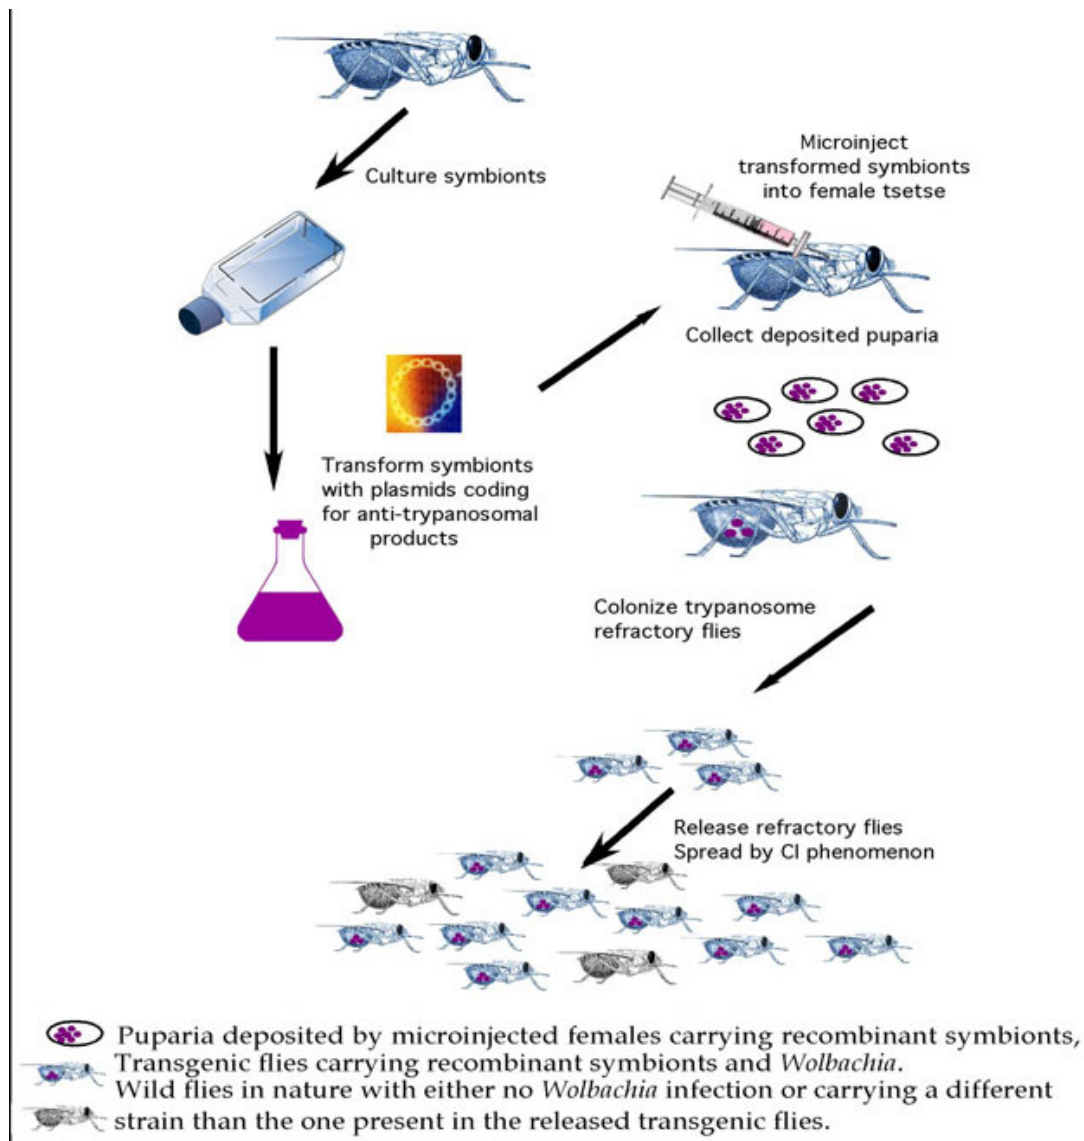 Culture symbionts
Microinject
transformed symbionts
into female tsetse
Collect deposited puparia
Transform symbionts
with plasmids coding
for anti-trypanosomal
products
Colonize trypanosome
refractory flies
Release refractory flies
Spread by CI phenomenon
Puparia deposited by microinjected females carrying recombinant symbionts,
Transgenic flies carrying recombinant symbionts and Wolbachia.
Wild flies in nature with either no Wolbachia infection or carrying a different
strain than the one present in the released transgenic flies.